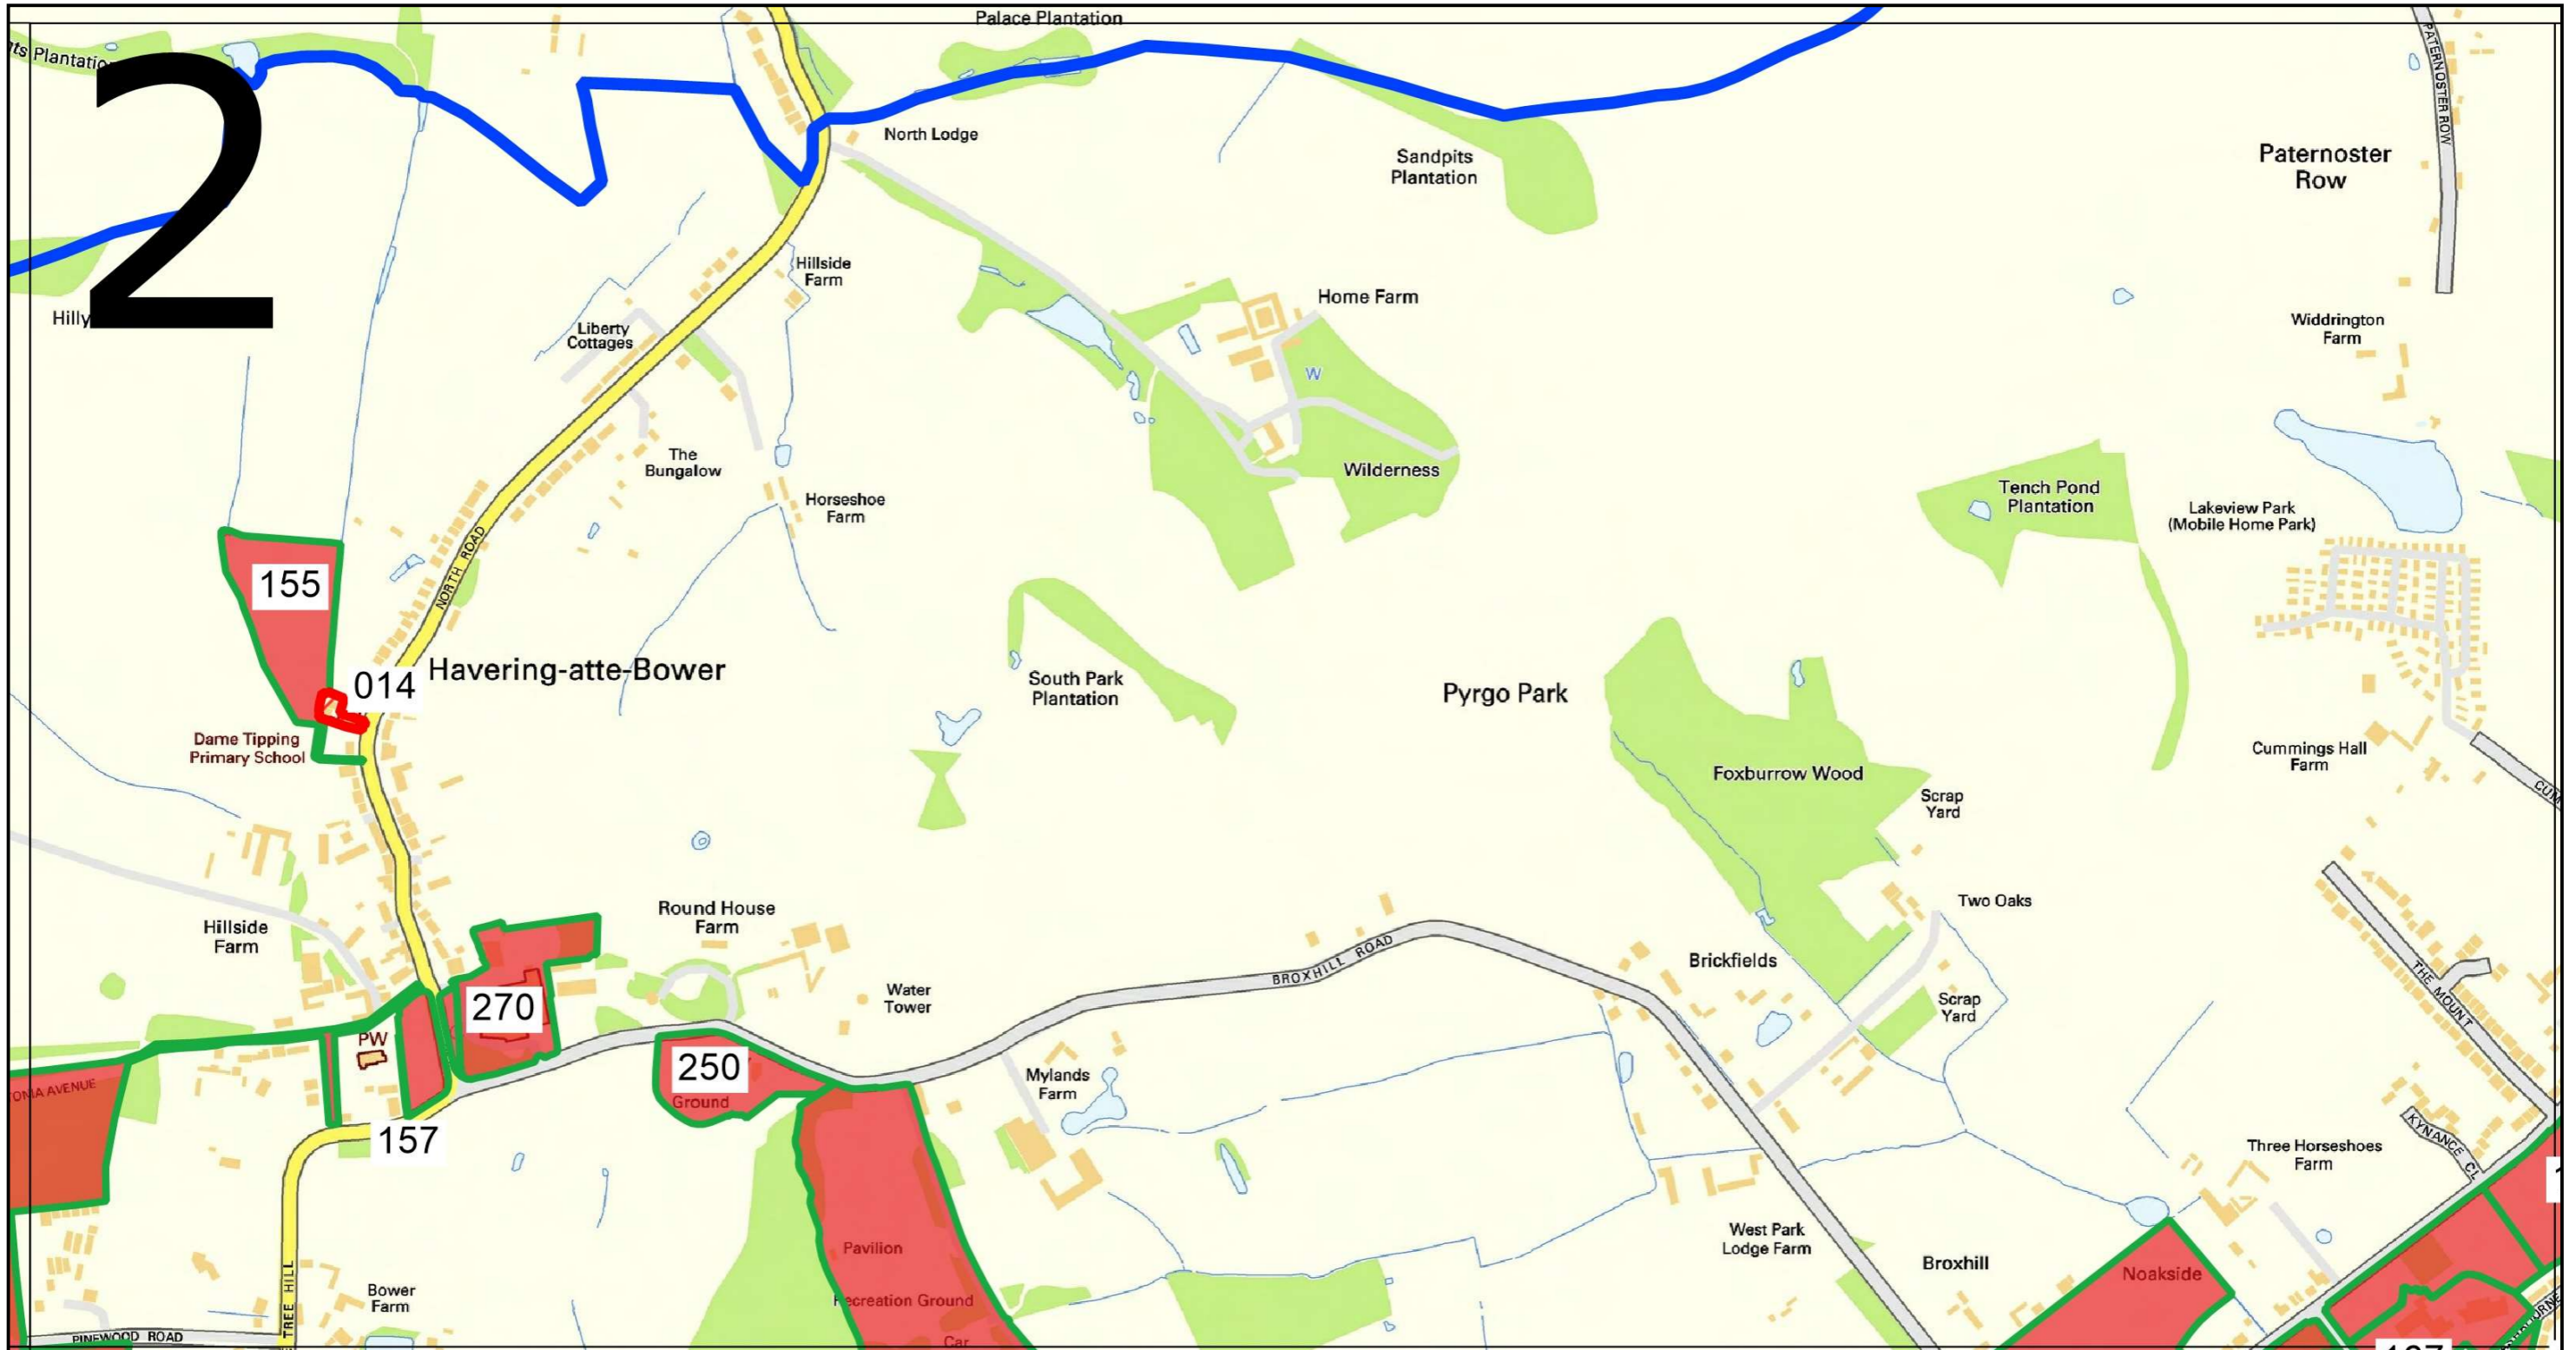 Palace Plantation
ts Plantation
2
North Lodge
PATERNOSTER ROW
Sandpits
Plantation
Paternoster
Row
Hillside
Farm
Home Farm
Hilly
Liberty
Cottages
Widdrington
Farm
W
The
Bungalow
Wilderness
Horseshoe
Farm
Tench Pond
Plantation
Lakeview Park
(Mobile Home Park)
NORTH ROAD
155
Havering-atte-Bower
014
South Park
Plantation
Pyrgo Park
Dame Tipping
Primary School
Foxburrow Wood
Cummings Hall
Farm
Scrap
Yard
CUM
Round House
Farm
Two Oaks
Hillside
Farm
BROXHILL ROAD
Brickfields
Water
Tower
270
Scrap
Yard
THE MOUNT
PW
250
Ground
Mylands
Farm
OMA AVENUE
157
KYNANCE CL
Three Horseshoes
Farm
Pavilion
West Park
Lodge Farm
Broxhill
Noakside
Bower
Farm
Recreation Ground
TREE HILL
PINEWOOD ROAD
Car